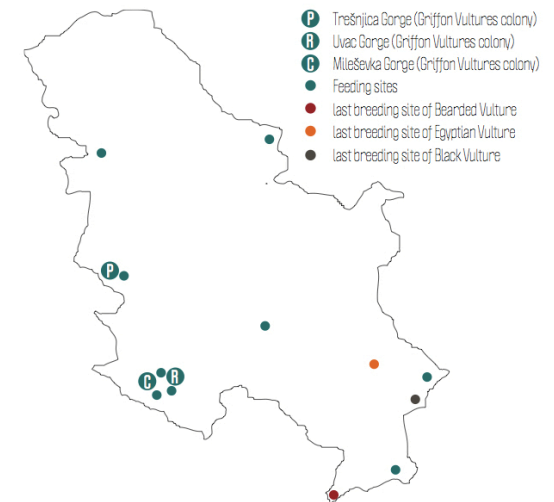 P Trešnjica Gorge (Griffon Vultures colony)
R Uvac Gorge (Griffon Vultures colony)
C Mileševka Gorge (Griffon Vultures colony)
Feeding sites
last breeding site of Bearded Vulture
last breeding site of Egyptian Vulture
last breeding site of Black Vulture
P
C R